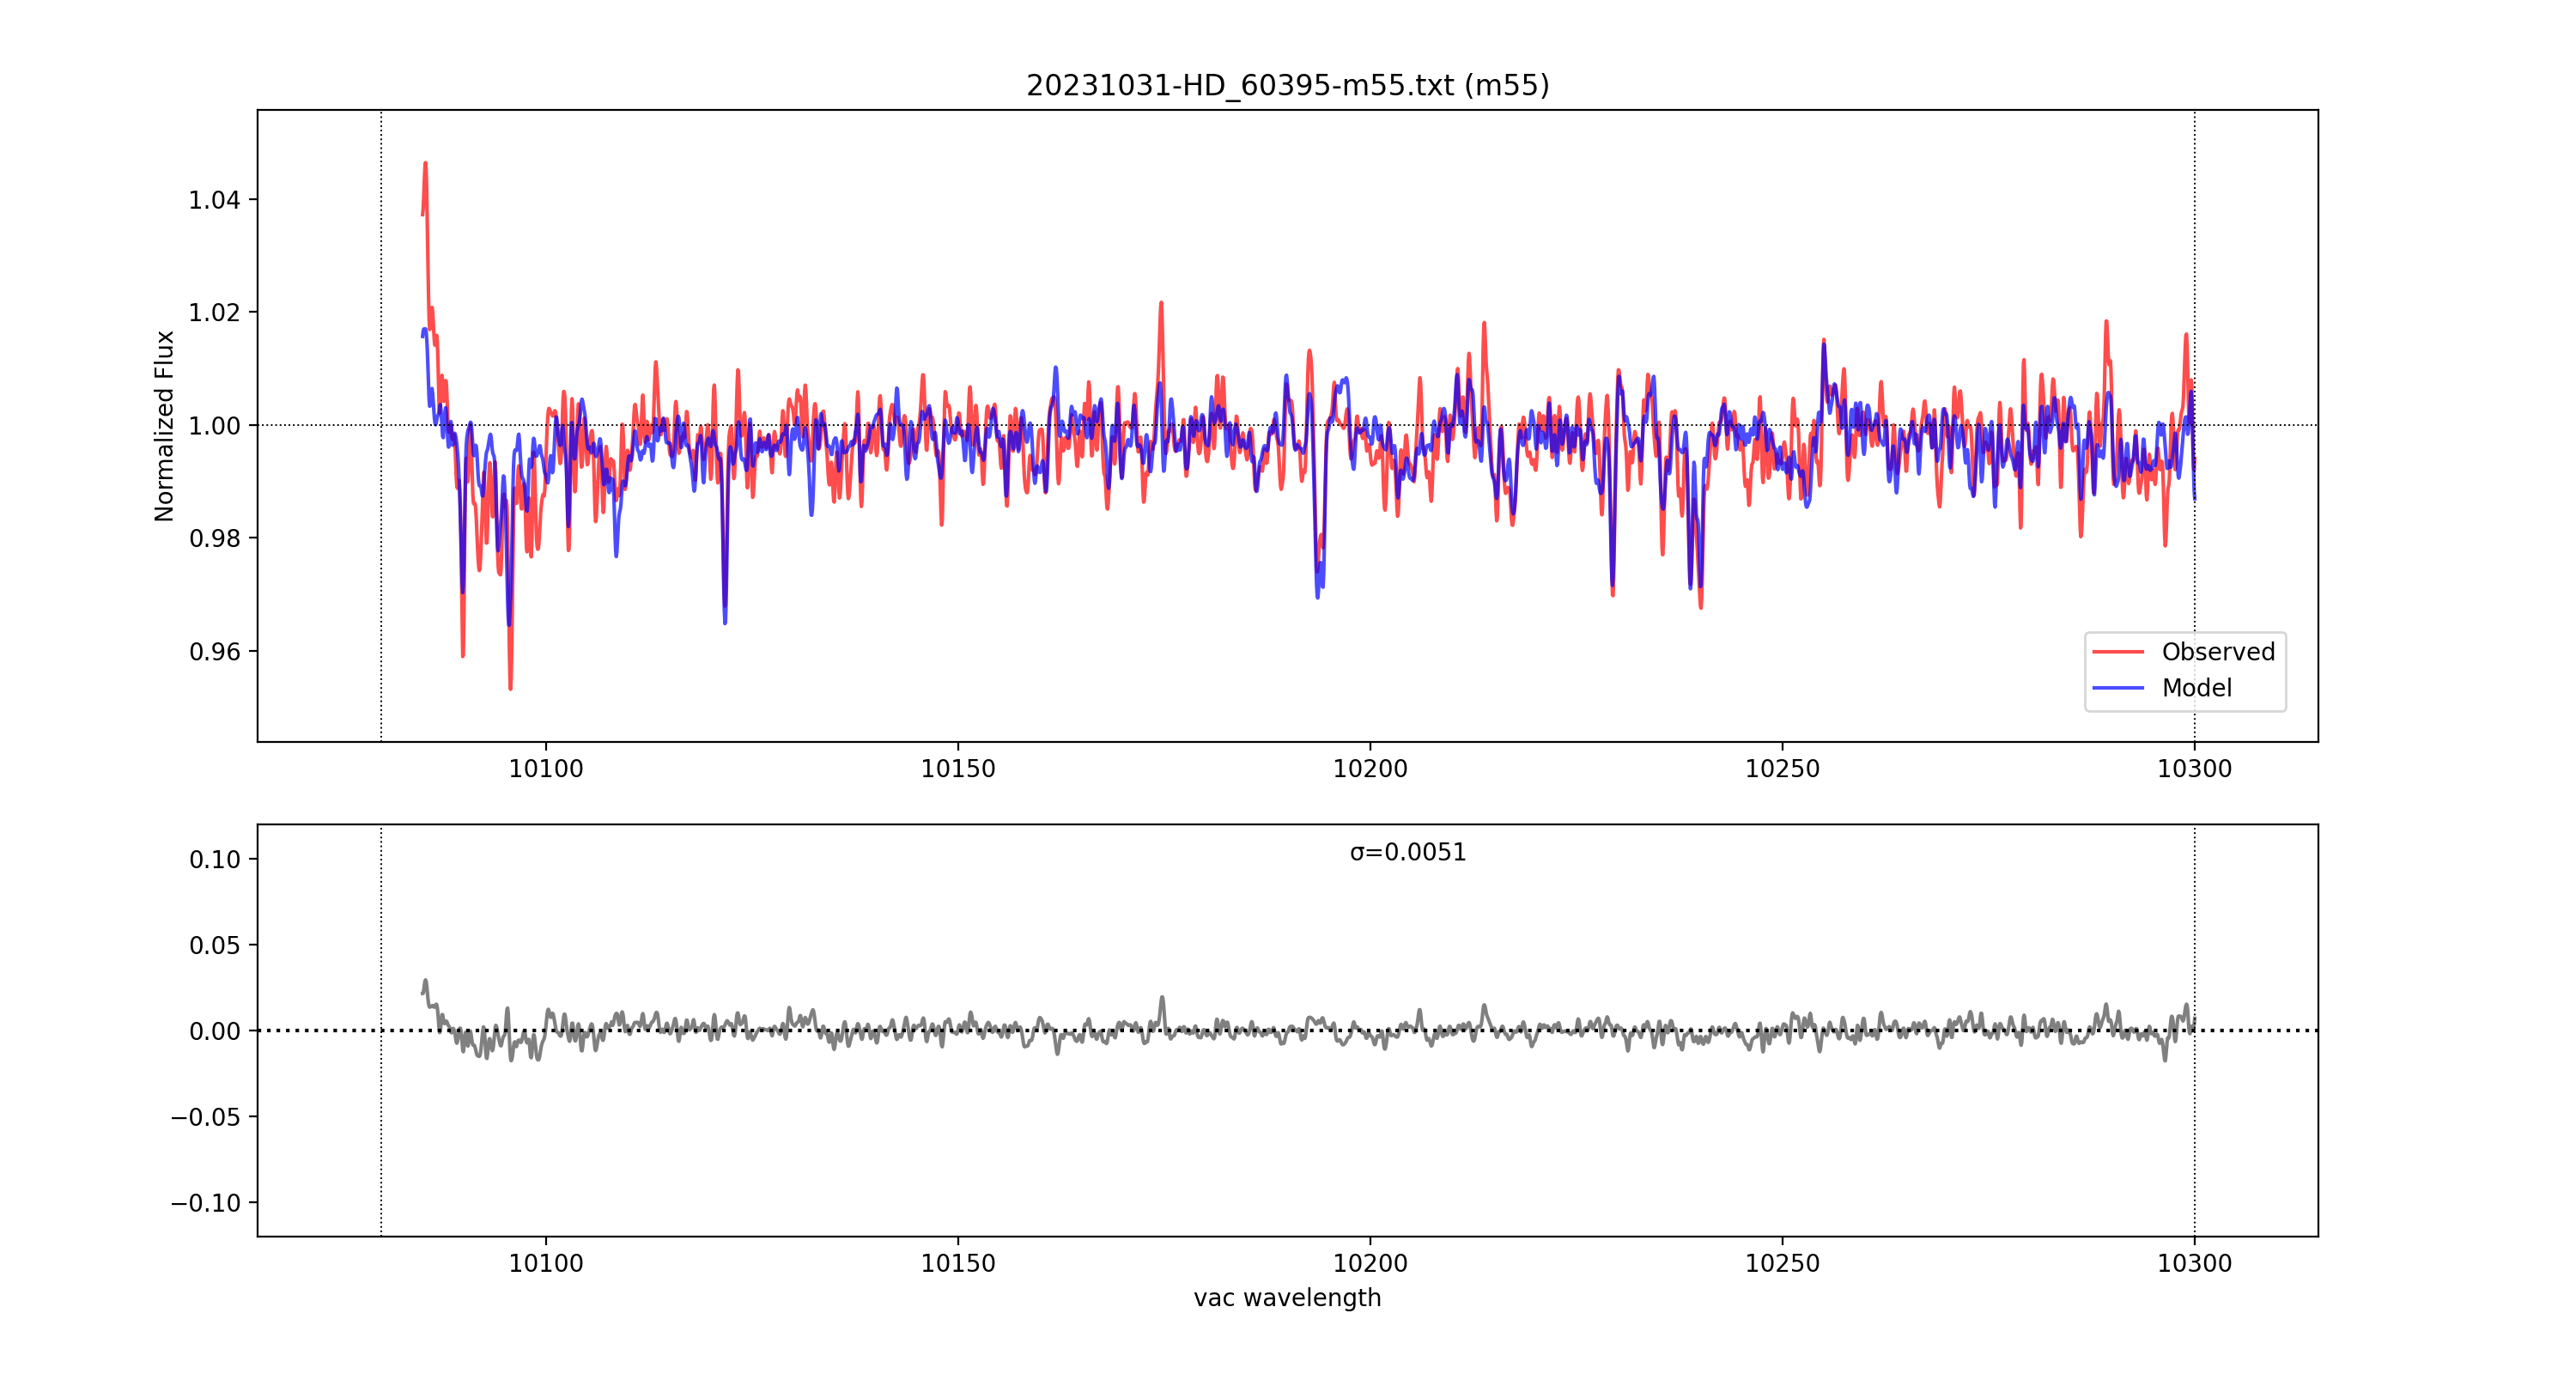 20231031-HD_60395-m55.txt (m55)
Normalized Flux
1.04
1.02
1.00
0.98
0.96
Observed
Model
10100 10150 10200 10250 10300
σ=0.0051
0.10
0.05
0.00
−0.05
−0.10
10100 10150 10200 10250 10300
vac wavelength